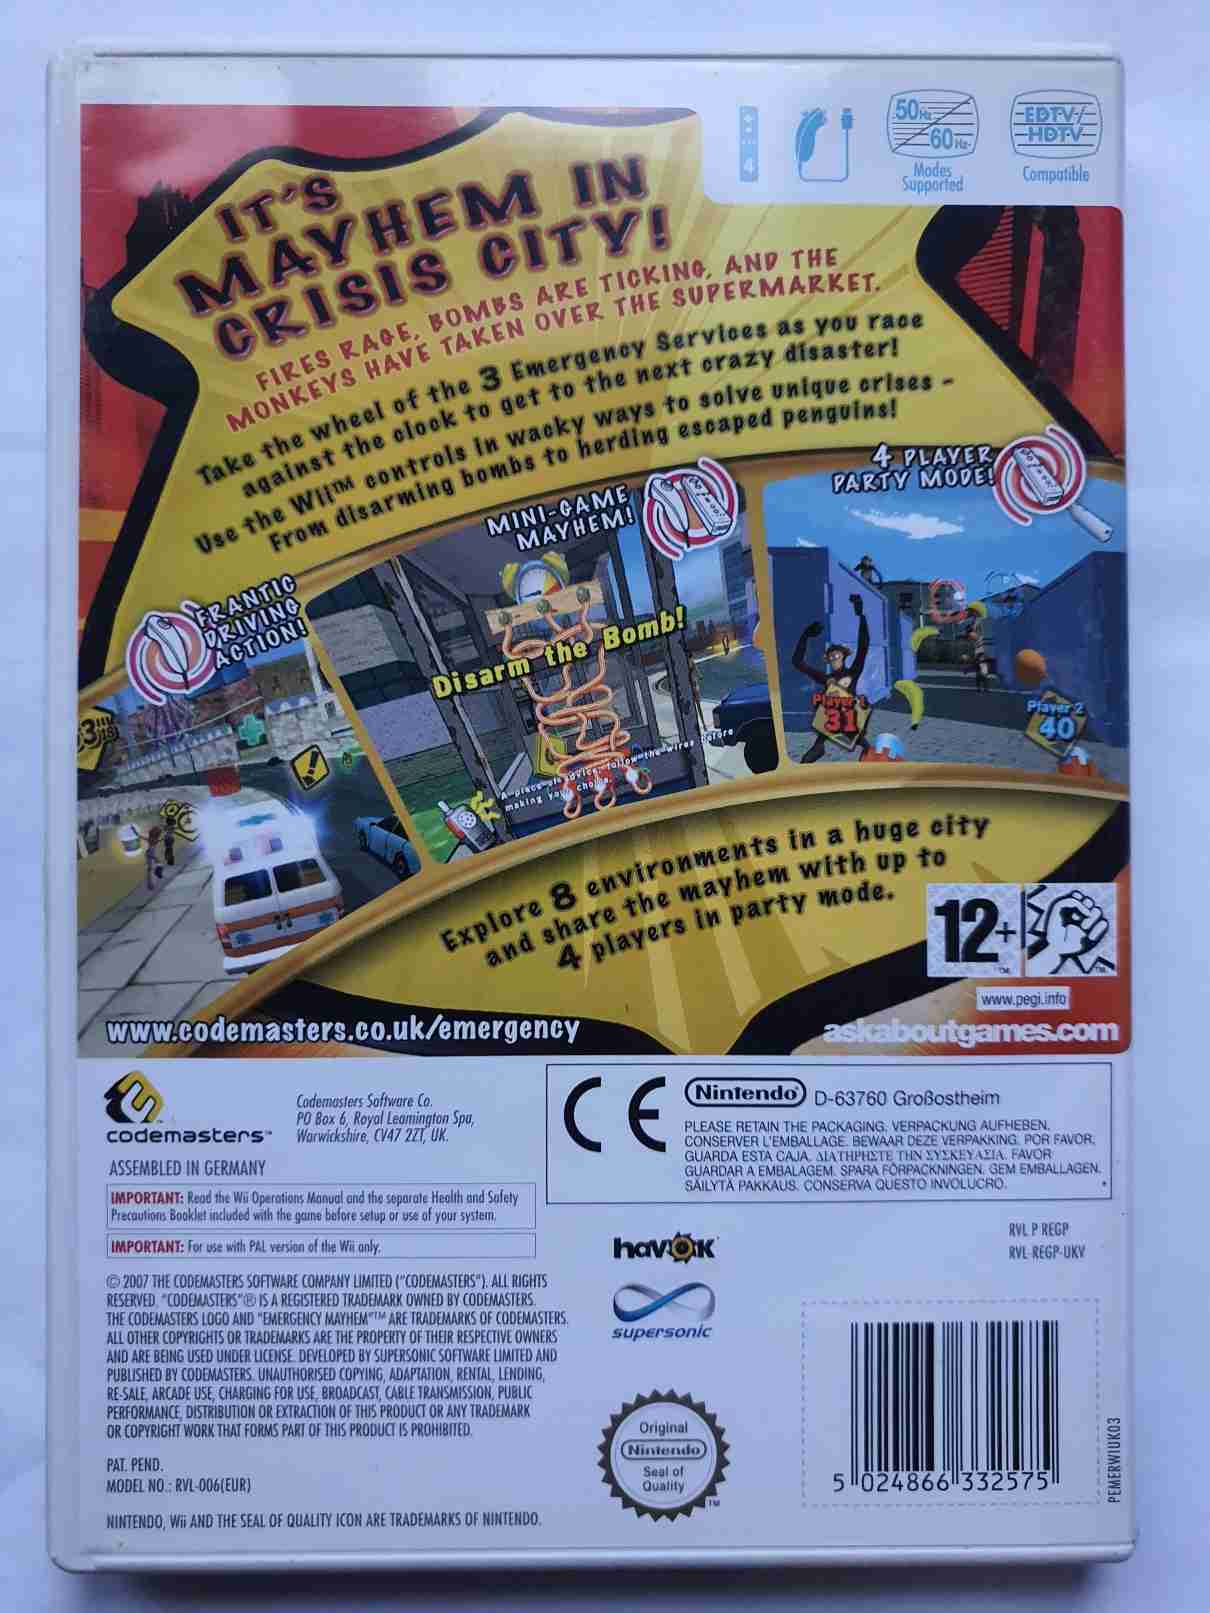 4
50Hz
60Hz
Modes
Supported
EDTV/
HDTV
Compatible
IT'S
MAYHEM IN
CRISIS CITY!
FIRES RAGE, BOMBS ARE TICKING, AND THE
MONKEYS HAVE TAKEN OVER THE SUPERMARKET.
Take the wheel of the 3 Emergency Services as you race
against the clock to get to the next crazy disaster!
Use the Wii™ controls in wacky ways to solve unique crises -
From disarming bombs to herding escaped penguins!
FRANTIC
DRIVING
ACTION!
MINI-GAME
MAYHEM!
Disarm the Bomb!
A piece of advice: follow the wires before
making your choice.
4 PLAYER
PARTY MODE!
Player 1
31
Player 2
40
Explore 8 environments in a huge city
and share the mayhem with up to
4 players in party mode.
12+™
™
www.pegi.info
www.codemasters.co.uk/emergency
askaboutgames.com
codemasters™
Codemasters Software Co.
PO Box 6, Royal Leamington Spa,
Warwickshire, CV47 2ZT, UK.
ASSEMBLED IN GERMANY
IMPORTANT: Read the Wii Operations Manual and the separate Health and Safety
Precautions Booklet included with the game before setup or use of your system.
IMPORTANT: For use with PAL version of the Wii only.
CE
Nintendo® D-63760 Großostheim
PLEASE RETAIN THE PACKAGING. VERPACKUNG AUFHEBEN.
CONSERVER L'EMBALLAGE. BEWAAR DEZE VERPAKKING. POR FAVOR,
GUARDA ESTA CAJA. ΔΙΑΤΗΡΗΣΤΕ ΤΗΝ ΣΥΣΚΕΥΑΣΙΑ. FAVOR
GUARDAR A EMBALAGEM. SPARA FÖRPACKNINGEN. GEM EMBALLAGEN.
SÄILYTÄ PAKKAUS. CONSERVA QUESTO INVOLUCRO.
© 2007 THE CODEMASTERS SOFTWARE COMPANY LIMITED ("CODEMASTERS"). ALL RIGHTS
RESERVED. "CODEMASTERS"® IS A REGISTERED TRADEMARK OWNED BY CODEMASTERS.
THE CODEMASTERS LOGO AND "EMERGENCY MAYHEM"™ ARE TRADEMARKS OF CODEMASTERS.
ALL OTHER COPYRIGHTS OR TRADEMARKS ARE THE PROPERTY OF THEIR RESPECTIVE OWNERS
AND ARE BEING USED UNDER LICENSE. DEVELOPED BY SUPERSONIC SOFTWARE LIMITED AND
PUBLISHED BY CODEMASTERS. UNAUTHORISED COPYING, ADAPTATION, RENTAL, LENDING,
RE-SALE, ARCADE USE, CHARGING FOR USE, BROADCAST, CABLE TRANSMISSION, PUBLIC
PERFORMANCE, DISTRIBUTION OR EXTRACTION OF THIS PRODUCT OR ANY TRADEMARK
OR COPYRIGHT WORK THAT FORMS PART OF THIS PRODUCT IS PROHIBITED.
PAT. PEND.
MODEL NO.: RVL-006(EUR)
NINTENDO, Wii AND THE SEAL OF QUALITY ICON ARE TRADEMARKS OF NINTENDO.
havok
supersonic
Original
Nintendo
Seal of
Quality
™
RVL P REGP
RVL-REGP-UKV
5 024866 332575
PEMERWIUK03